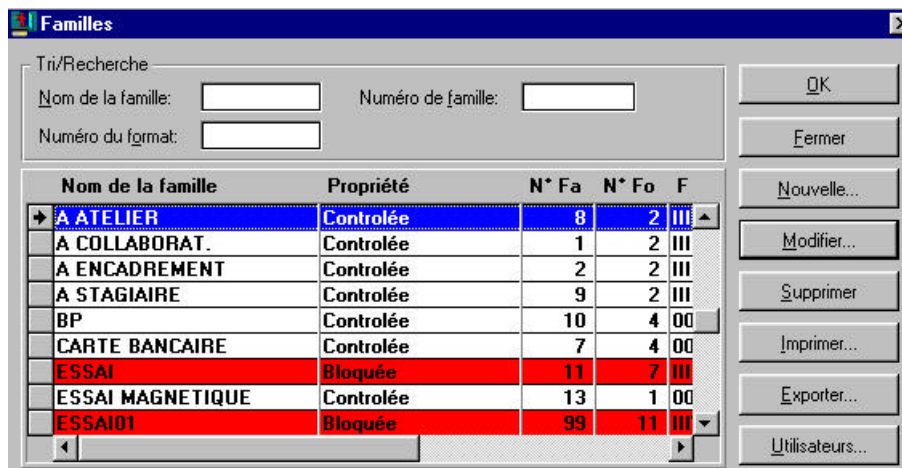 Familles
Tri/Recherche
Nom de la famille:
Numéro de famille:
Numéro du format:
OK
Fermer
Nouvelle...
Modifier...
Supprimer
Imprimer...
Exporter...
Utilisateurs...
Nom de la famille Propriété N° Fa N° Fo F
A ATELIER Controlée 8 2 III
A COLLABORAT. Controlée 1 2 III
A ENCADREMENT Controlée 2 2 III
A STAGIAIRE Controlée 9 2 III
BP Controlée 10 4 00
CARTE BANCAIRE Controlée 7 4 00
ESSAI Bloquée 11 7 III
ESSAI MAGNETIQUE Controlée 13 1 00
ESSAI01 Bloquée 99 11 III